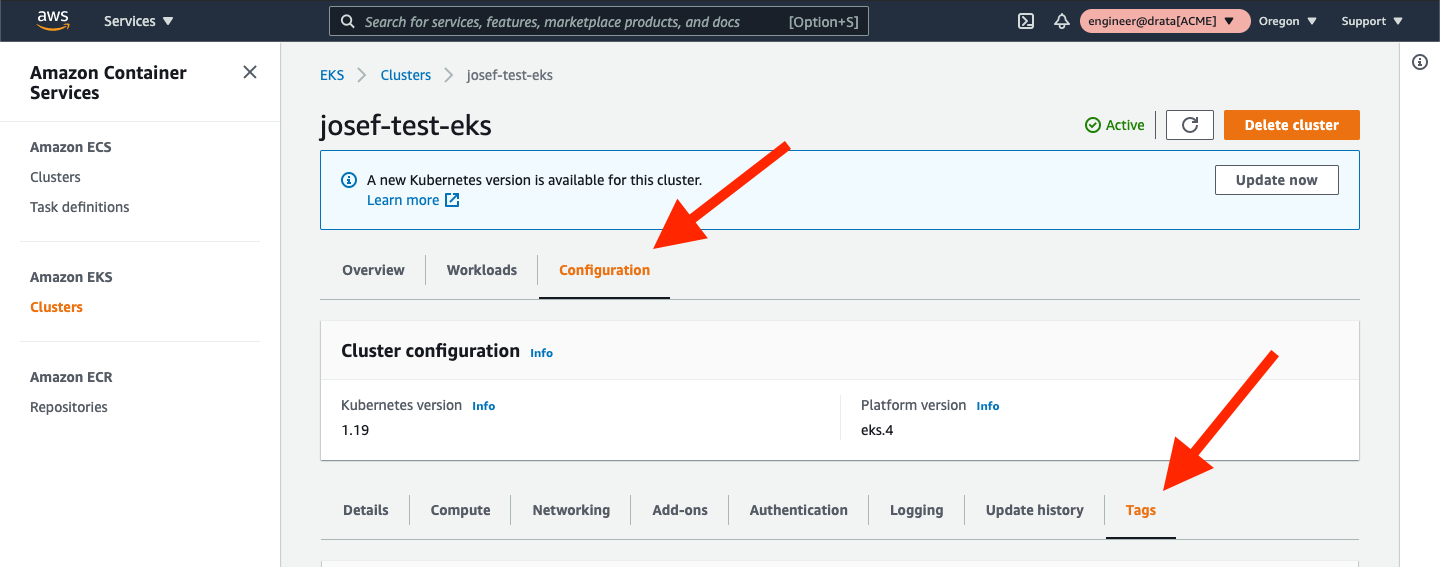 aws Services Search for services, features, marketplace products, and docs [Option+S] engineer@drata[ACME] Oregon Support
Amazon Container
Services
Amazon ECS
Clusters
Task definitions
Amazon EKS
Clusters
Amazon ECR
Repositories
EKS Clusters josef-test-eks
josef-test-eks Active Delete cluster
A new Kubernetes version is available for this cluster. Update now
Learn more
Overview Workloads Configuration
Cluster configuration Info
Kubernetes version Info Platform version Info
1.19 eks.4
Details Compute Networking Add-ons Authentication Logging Update history Tags